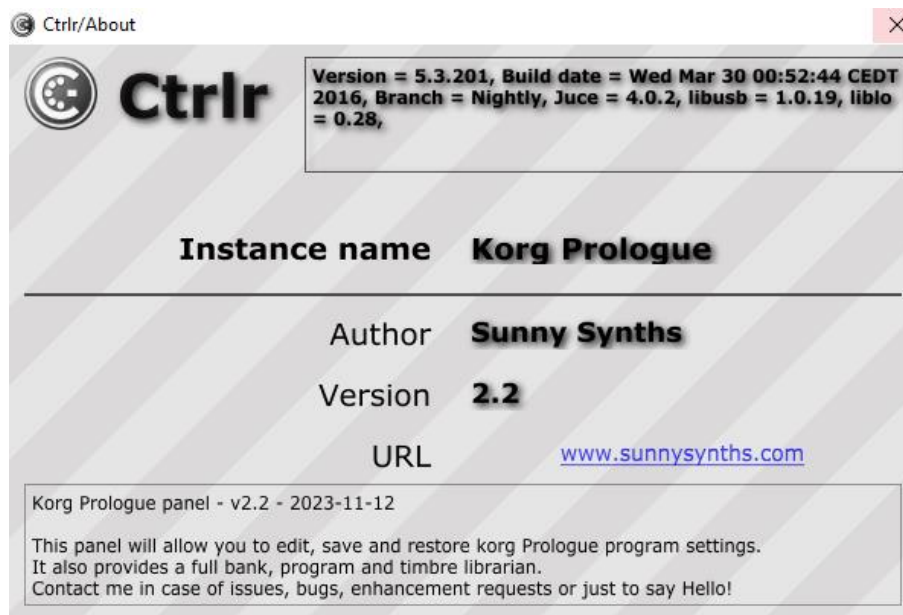 Ctrlr/About
Ctrlr
Version = 5.3.201, Build date = Wed Mar 30 00:52:44 CEDT
2016, Branch = Nightly, Juce = 4.0.2, libusb = 1.0.19, liblo
= 0.28,
Instance name Korg Prologue
Author Sunny Synths
Version 2.2
URL www.sunnysynths.com
Korg Prologue panel - v2.2 - 2023-11-12
This panel will allow you to edit, save and restore korg Prologue program settings.
It also provides a full bank, program and timbre librarian.
Contact me in case of issues, bugs, enhancement requests or just to say Hello!